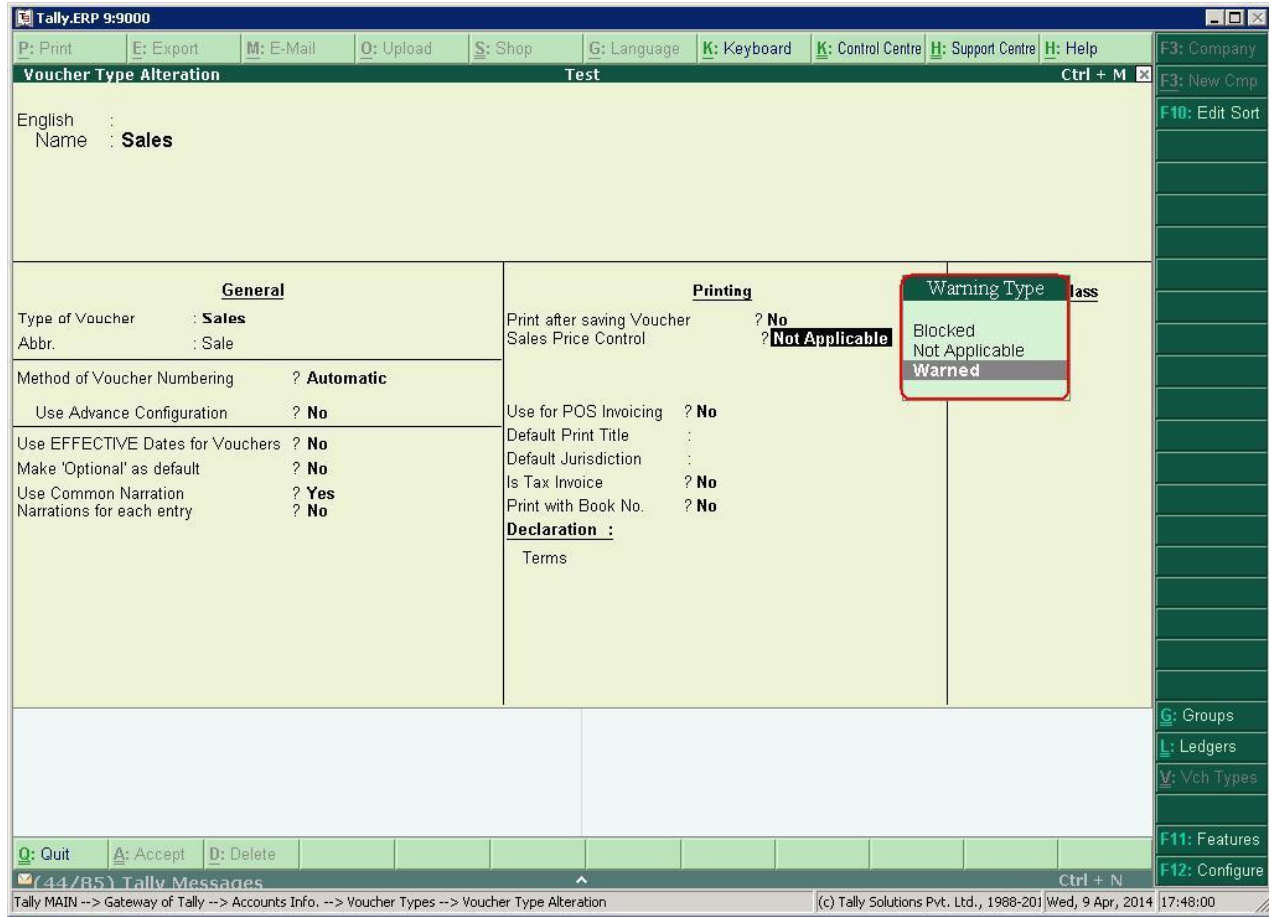 Tally.ERP 9:9000
P: Print E: Export M: E-Mail O: Upload S: Shop G: Language K: Keyboard K: Control Centre H: Support Centre H: Help F3: Company
Voucher Type Alteration Test Ctrl + M
F3: New Cmp
English :
F10: Edit Sort
Name : Sales
General
Type of Voucher : Sales
Abbr. : Sale
Method of Voucher Numbering ? Automatic
Use Advance Configuration ? No
Use EFFECTIVE Dates for Vouchers ? No
Make 'Optional' as default ? No
Use Common Narration ? Yes
Narrations for each entry ? No
Printing
Print after saving Voucher ? No
Sales Price Control ? Not Applicable
Use for POS Invoicing ? No
Default Print Title :
Default Jurisdiction :
Is Tax Invoice ? No
Print with Book No. ? No
Declaration :
Terms
Warning Type
lass
Blocked
Not Applicable
Warned
G: Groups
L: Ledgers
V: Vch Types
F11: Features
F12: Configure
Q: Quit A: Accept D: Delete
(44/85) Tally Messages Ctrl + N
Tally MAIN --> Gateway of Tally --> Accounts Info. --> Voucher Types --> Voucher Type Alteration (c) Tally Solutions Pvt. Ltd., 1988-201 Wed, 9 Apr, 2014 17:48:00